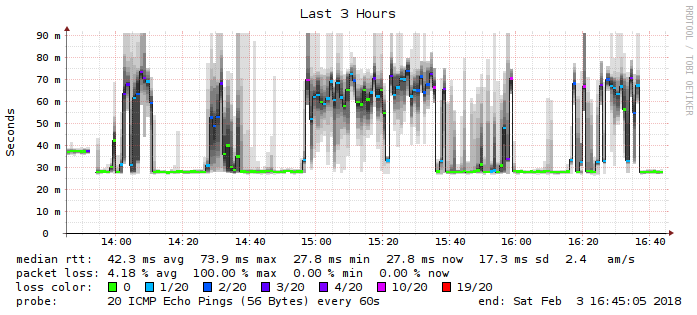 Last 3 Hours
RRDTOOL / TOBI OETIKER
Seconds
90 m
80 m
70 m
60 m
50 m
40 m
30 m
20 m
10 m
0
14:00 14:20 14:40 15:00 15:20 15:40 16:00 16:20 16:40
median rtt: 42.3 ms avg 73.9 ms max 27.8 ms min 27.8 ms now 17.3 ms sd 2.4 am/s
packet loss: 4.18 % avg 100.00 % max 0.00 % min 0.00 % now
loss color: 0 1/20 2/20 3/20 4/20 10/20 19/20
probe: 20 ICMP Echo Pings (56 Bytes) every 60s end: Sat Feb 3 16:45:05 2018